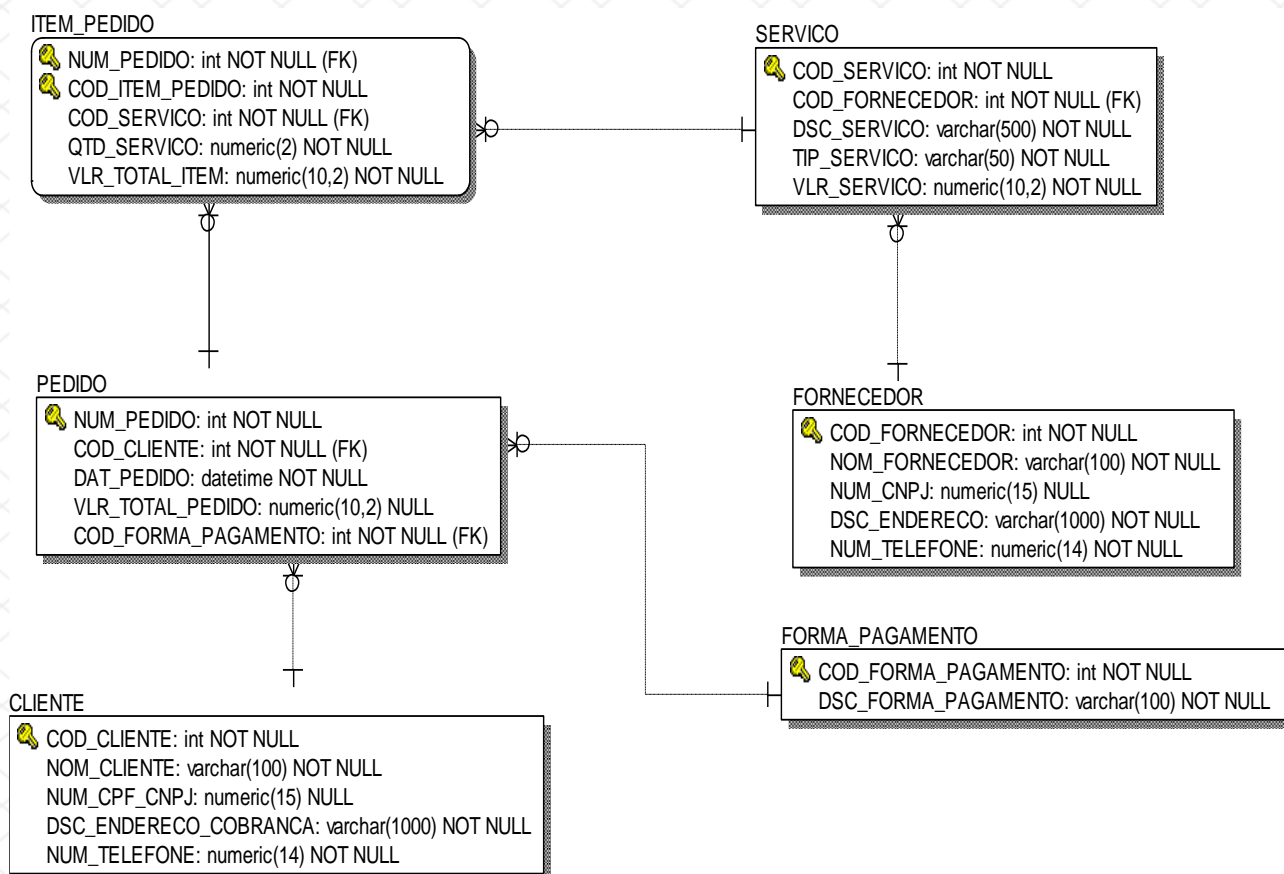 ITEM_PEDIDO
NUM_PEDIDO: int NOT NULL (FK)
COD_ITEM_PEDIDO: int NOT NULL
COD_SERVICO: int NOT NULL (FK)
QTD_SERVICO: numeric(2) NOT NULL
VLR_TOTAL_ITEM: numeric(10,2) NOT NULL
SERVICO
COD_SERVICO: int NOT NULL
COD_FORNECEDOR: int NOT NULL (FK)
DSC_SERVICO: varchar(500) NOT NULL
TIP_SERVICO: varchar(50) NOT NULL
VLR_SERVICO: numeric(10,2) NOT NULL
PEDIDO
NUM_PEDIDO: int NOT NULL
COD_CLIENTE: int NOT NULL (FK)
DAT_PEDIDO: datetime NOT NULL
VLR_TOTAL_PEDIDO: numeric(10,2) NULL
COD_FORMA_PAGAMENTO: int NOT NULL (FK)
FORNECEDOR
COD_FORNECEDOR: int NOT NULL
NOM_FORNECEDOR: varchar(100) NOT NULL
NUM_CNPJ: numeric(15) NULL
DSC_ENDERECO: varchar(1000) NOT NULL
NUM_TELEFONE: numeric(14) NOT NULL
FORMA_PAGAMENTO
COD_FORMA_PAGAMENTO: int NOT NULL
DSC_FORMA_PAGAMENTO: varchar(100) NOT NULL
CLIENTE
COD_CLIENTE: int NOT NULL
NOM_CLIENTE: varchar(100) NOT NULL
NUM_CPF_CNPJ: numeric(15) NULL
DSC_ENDERECO_COBRANCA: varchar(1000) NOT NULL
NUM_TELEFONE: numeric(14) NOT NULL